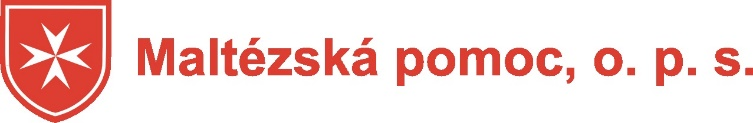 Maltézská pomoc, o. p. s.